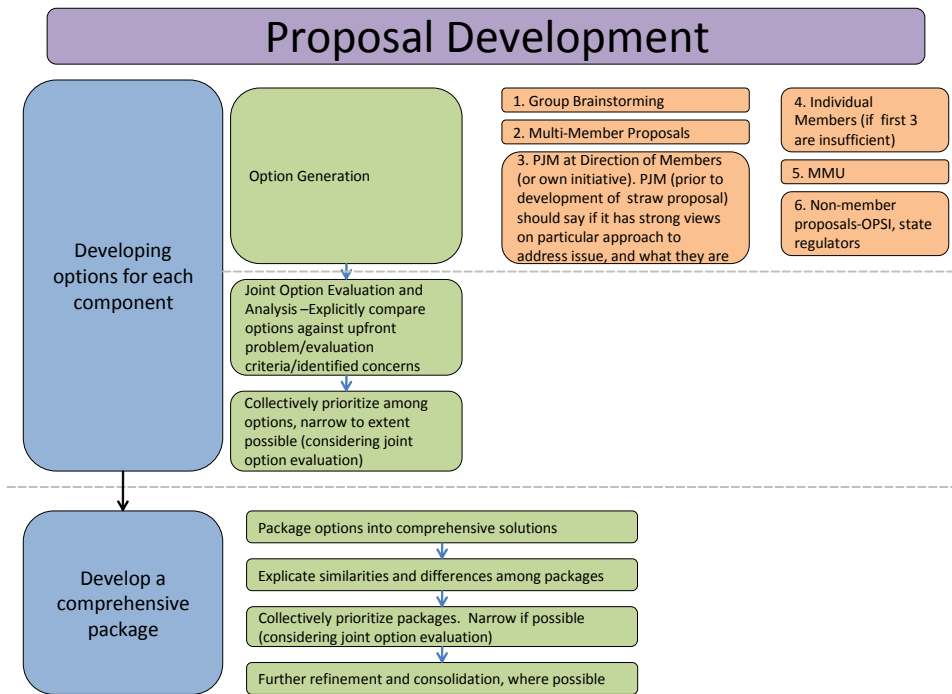 Proposal Development
Developing
options for each
component
Option Generation
1. Group Brainstorming
2. Multi-Member Proposals
3. PJM at Direction of Members
(or own initiative). PJM (prior to
development of straw proposal)
should say if it has strong views
on particular approach to
address issue, and what they are
4. Individual
Members (if first 3
are insufficient)
5. MMU
6. Non-member
proposals-OPSI, state
regulators
Joint Option Evaluation and
Analysis –Explicitly compare
options against upfront
problem/evaluation
criteria/identified concerns
Collectively prioritize among
options, narrow to extent
possible (considering joint
option evaluation)
Develop a
comprehensive
package
Package options into comprehensive solutions
Explicate similarities and differences among packages
Collectively prioritize packages. Narrow if possible
(considering joint option evaluation)
Further refinement and consolidation, where possible